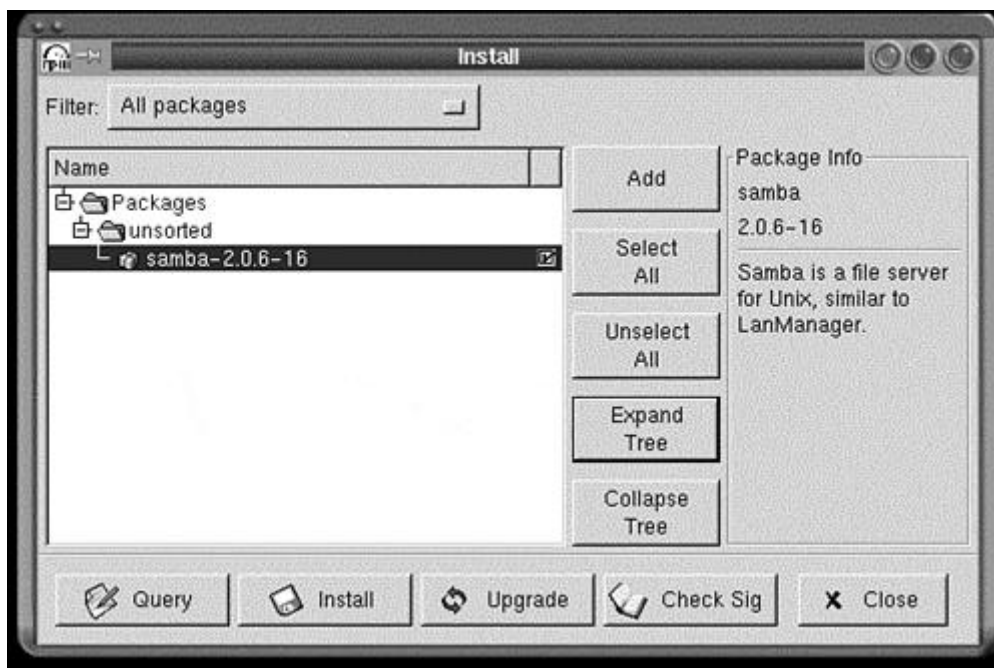 Install
Filter: All packages
Name
Packages
unsorted
samba-2.0.6-16
Add
Select
All
Unselect
All
Expand
Tree
Collapse
Tree
Package Info
samba
2.0.6-16
Samba is a file server
for Unix, similar to
LanManager.
Query
Install
Upgrade
Check Sig
Close